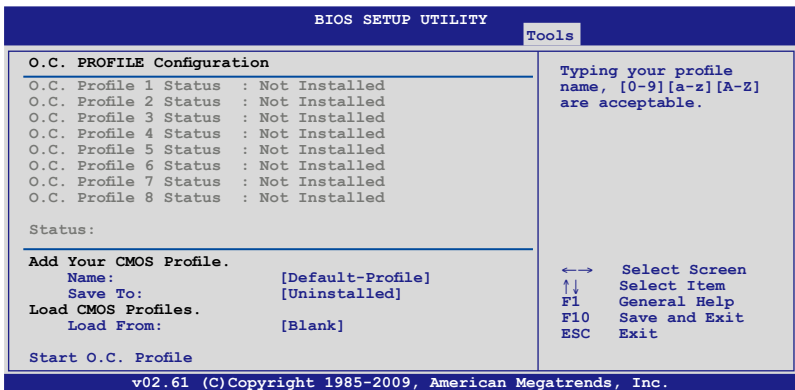 BIOS SETUP UTILITY
Tools
O.C. PROFILE Configuration
O.C. Profile 1 Status : Not Installed
O.C. Profile 2 Status : Not Installed
O.C. Profile 3 Status : Not Installed
O.C. Profile 4 Status : Not Installed
O.C. Profile 5 Status : Not Installed
O.C. Profile 6 Status : Not Installed
O.C. Profile 7 Status : Not Installed
O.C. Profile 8 Status : Not Installed
Status:
Add Your CMOS Profile.
Name: [Default-Profile]
Save To: [Uninstalled]
Load CMOS Profiles.
Load From: [Blank]
Start O.C. Profile
Typing your profile
name, [0-9][a-z][A-Z]
are acceptable.
←→ Select Screen
↑↓ Select Item
F1 General Help
F10 Save and Exit
ESC Exit
v02.61 (C)Copyright 1985-2009, American Megatrends, Inc.